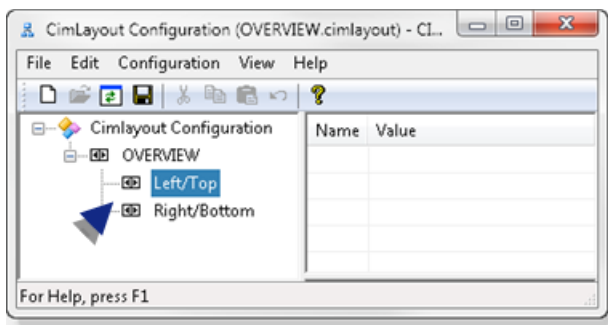 CimLayout Configuration (OVERVIEW.cimlayout) - CI...
File Edit Configuration View Help
Cimlayout Configuration
OVERVIEW
Left/Top
Right/Bottom
Name Value
For Help, press F1